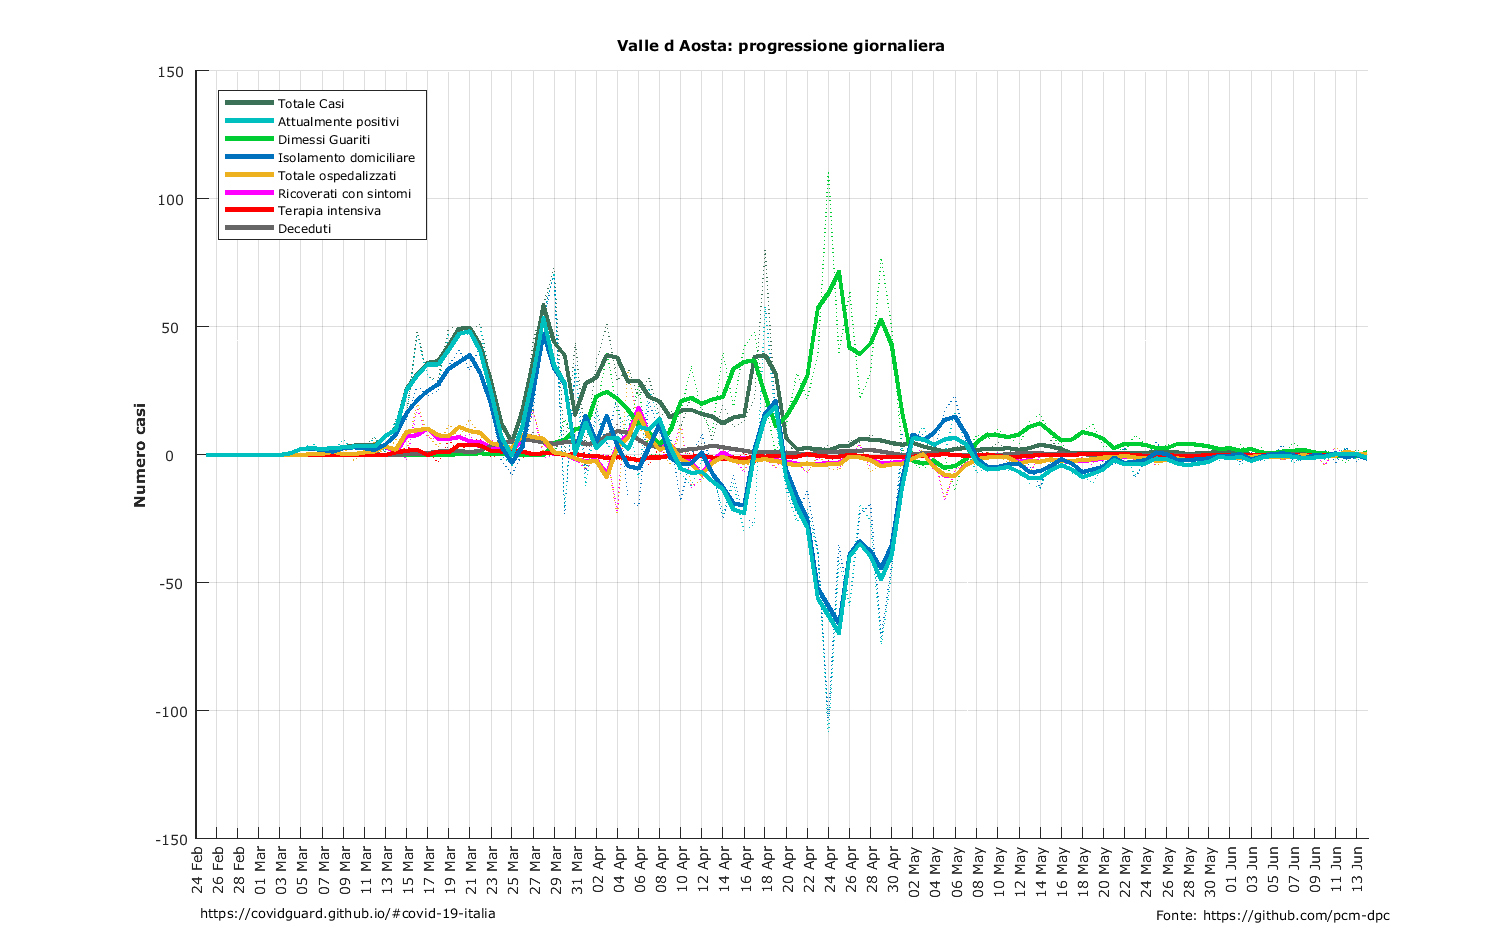 Valle d Aosta: progressione giornaliera
150
100
50
0
-50
-100
-150
Numero casi
Totale Casi
Attualmente positivi
Dimessi Guariti
Isolamento domiciliare
Totale ospedalizzati
Ricoverati con sintomi
Terapia intensiva
Deceduti
24 Feb
26 Feb
28 Feb
01 Mar
03 Mar
05 Mar
07 Mar
09 Mar
11 Mar
13 Mar
15 Mar
17 Mar
19 Mar
21 Mar
23 Mar
25 Mar
27 Mar
29 Mar
31 Mar
02 Apr
04 Apr
06 Apr
08 Apr
10 Apr
12 Apr
14 Apr
16 Apr
18 Apr
20 Apr
22 Apr
24 Apr
26 Apr
28 Apr
30 Apr
02 May
04 May
06 May
08 May
10 May
12 May
14 May
16 May
18 May
20 May
22 May
24 May
26 May
28 May
30 May
01 Jun
03 Jun
05 Jun
07 Jun
09 Jun
11 Jun
13 Jun
https://covidguard.github.io/#covid-19-italia
Fonte: https://github.com/pcm-dpc